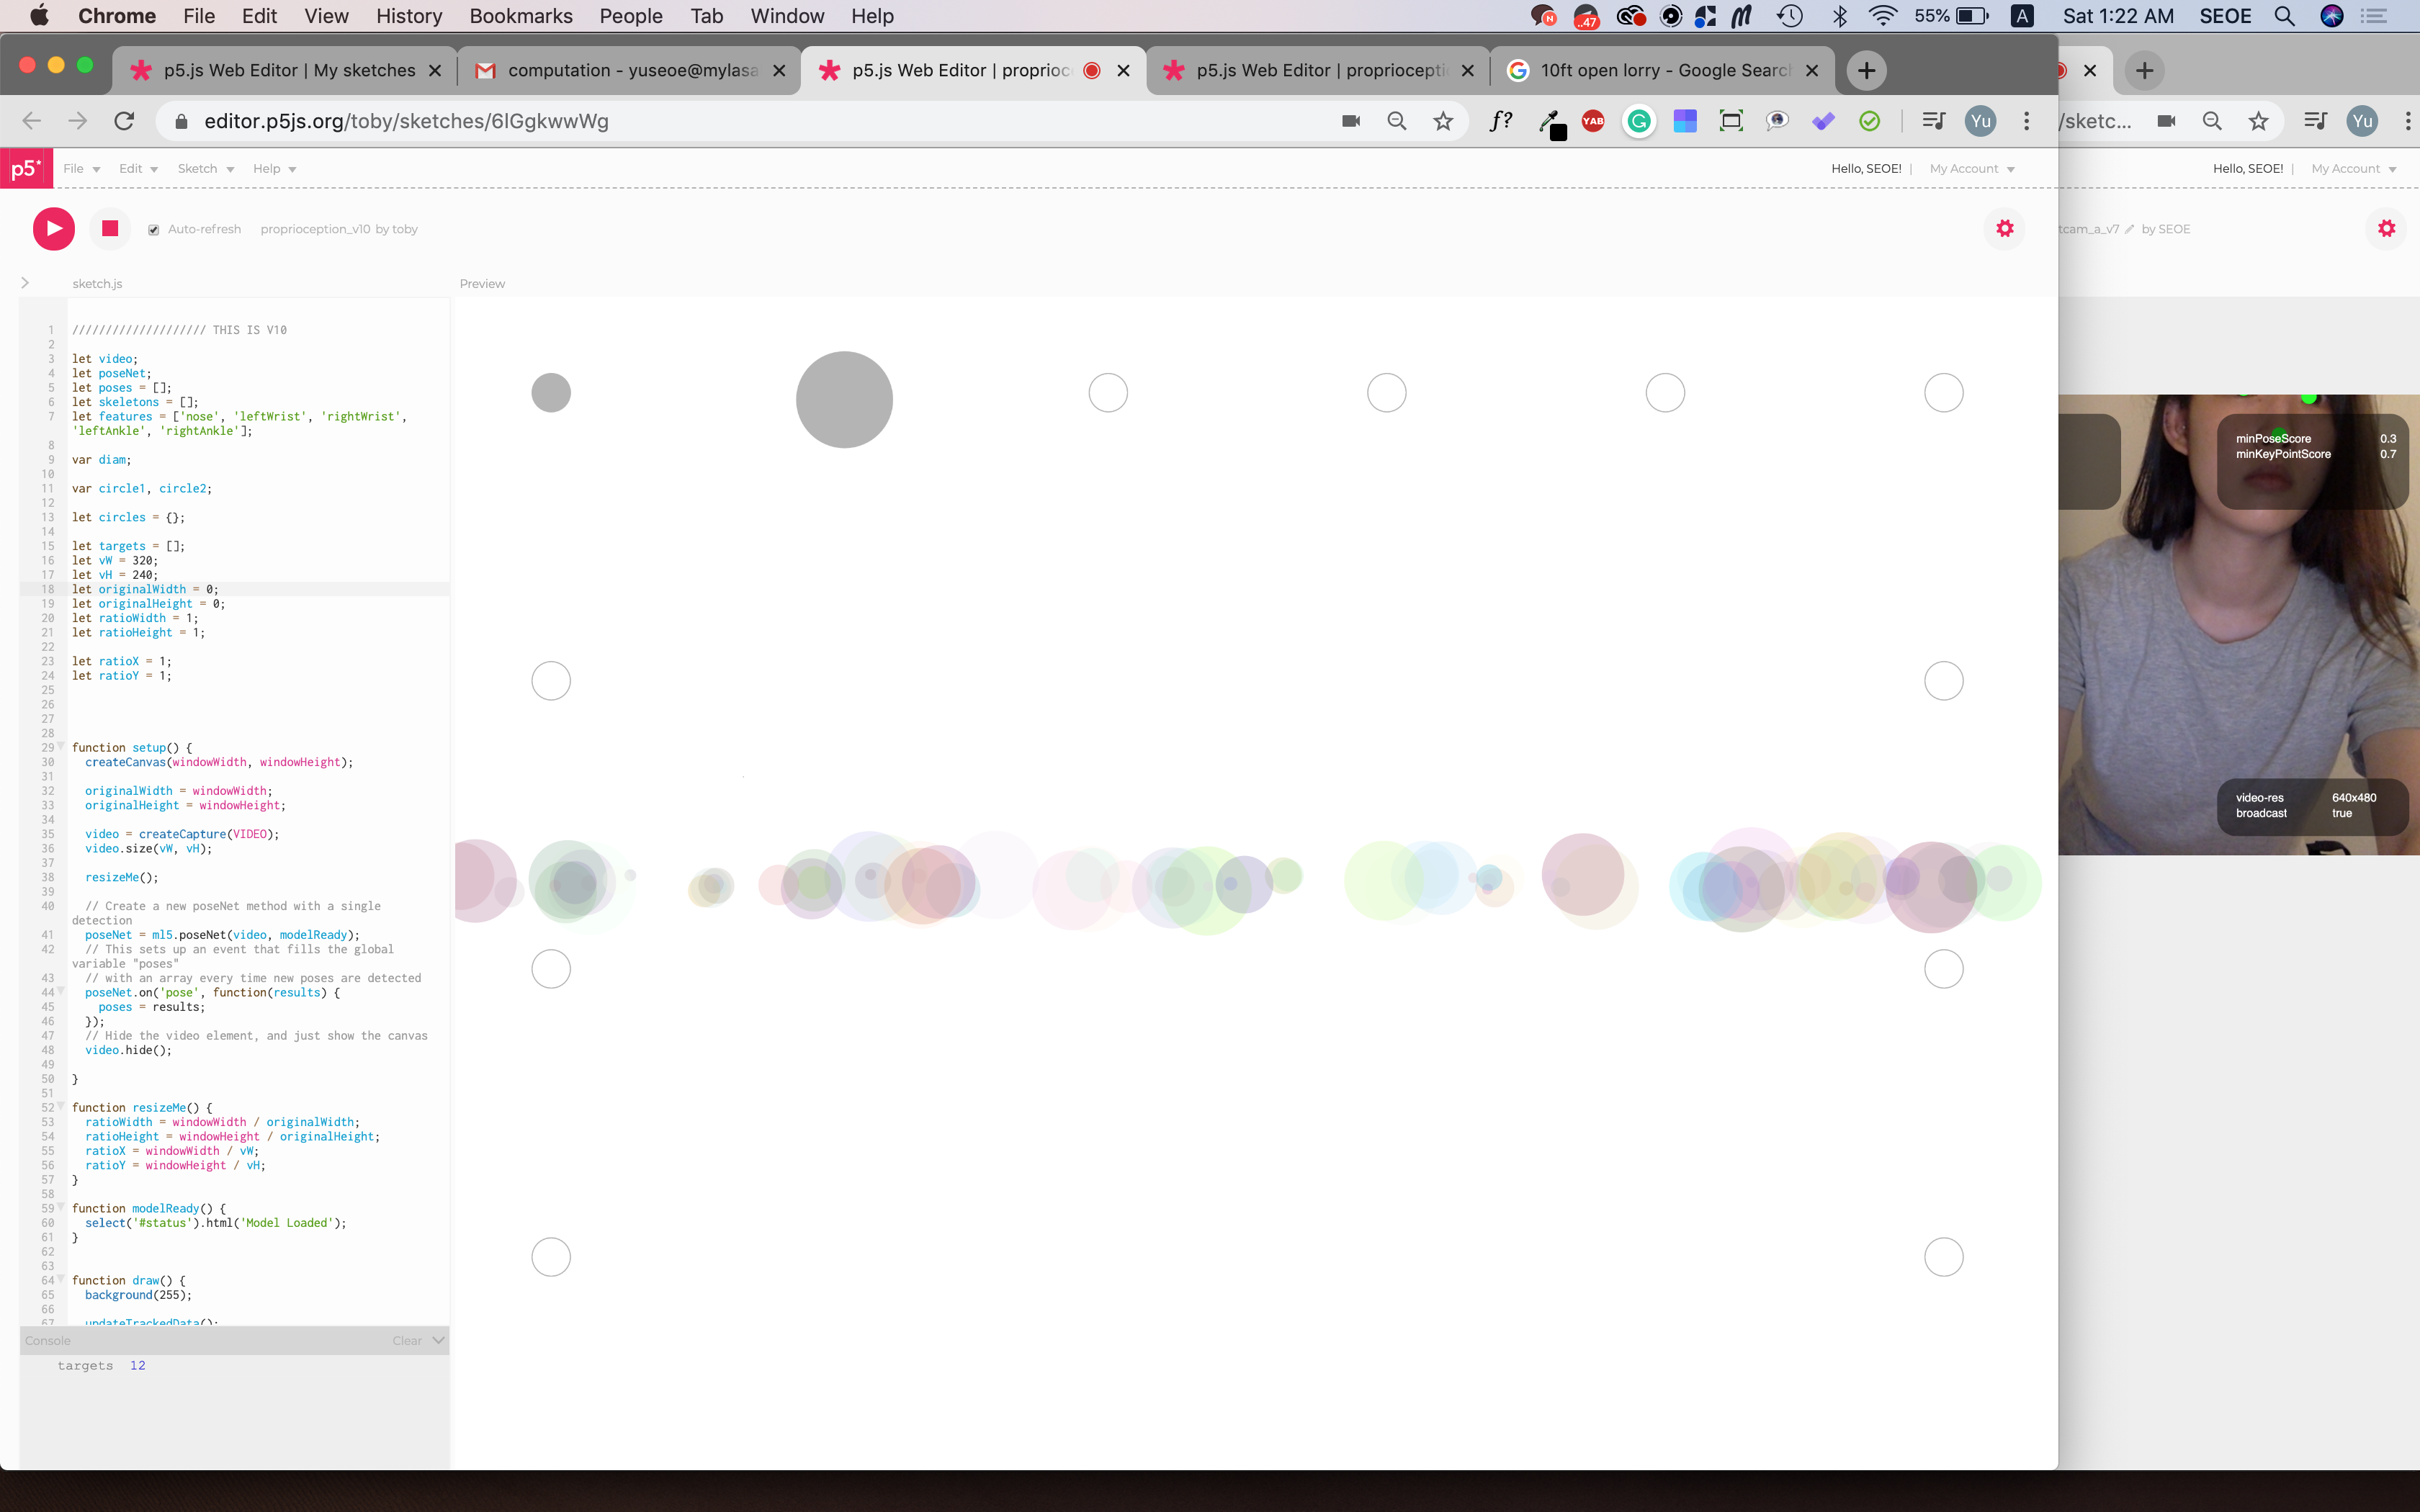 Chrome File Edit View History Bookmarks People Tab Window Help
N ..47 55% A Sat 1:22 AM SEOE
p5.js Web Editor | My sketches
computation - yuseoe@mylasa
p5.js Web Editor | proprioc
p5.js Web Editor | propriocepti
10ft open lorry - Google Search
editor.p5js.org/toby/sketches/6lGgkwwWg
f? YAB Yu
/sketc... Yu
p5* File Edit Sketch Help
Hello, SEOE! | My Account
Hello, SEOE! | My Account
Auto-refresh proprioception_v10 by toby
tcam_a_v7 by SEOE
sketch.js
Preview
1 //////////////////// THIS IS V10
2
3 let video;
4 let poseNet;
5 let poses = [];
6 let skeletons = [];
7 let features = ['nose', 'leftWrist', 'rightWrist',
'leftAnkle', 'rightAnkle'];
8
9 var diam;
10
11 var circle1, circle2;
12
13 let circles = {};
14
15 let targets = [];
16 let vW = 320;
17 let vH = 240;
18 let originalWidth = 0;
19 let originalHeight = 0;
20 let ratioWidth = 1;
21 let ratioHeight = 1;
22
23 let ratioX = 1;
24 let ratioY = 1;
25
26
27
28
29 function setup() {
30 createCanvas(windowWidth, windowHeight);
31
32 originalWidth = windowWidth;
33 originalHeight = windowHeight;
34
35 video = createCapture(VIDEO);
36 video.size(vW, vH);
37
38 resizeMe();
39
40 // Create a new poseNet method with a single
detection
41 poseNet = ml5.poseNet(video, modelReady);
42 // This sets up an event that fills the global
variable "poses"
43 // with an array every time new poses are detected
44 poseNet.on('pose', function(results) {
45 poses = results;
46 });
47 // Hide the video element, and just show the canvas
48 video.hide();
49
50 }
51
52 function resizeMe() {
53 ratioWidth = windowWidth / originalWidth;
54 ratioHeight = windowHeight / originalHeight;
55 ratioX = windowWidth / vW;
56 ratioY = windowHeight / vH;
57 }
58
59 function modelReady() {
60 select('#status').html('Model Loaded');
61 }
62
63
64 function draw() {
65 background(255);
66
67 updateTrackedData();
Console Clear
targets 12
minPoseScore 0.3
minKeyPointScore 0.7
video-res 640x480
broadcast true